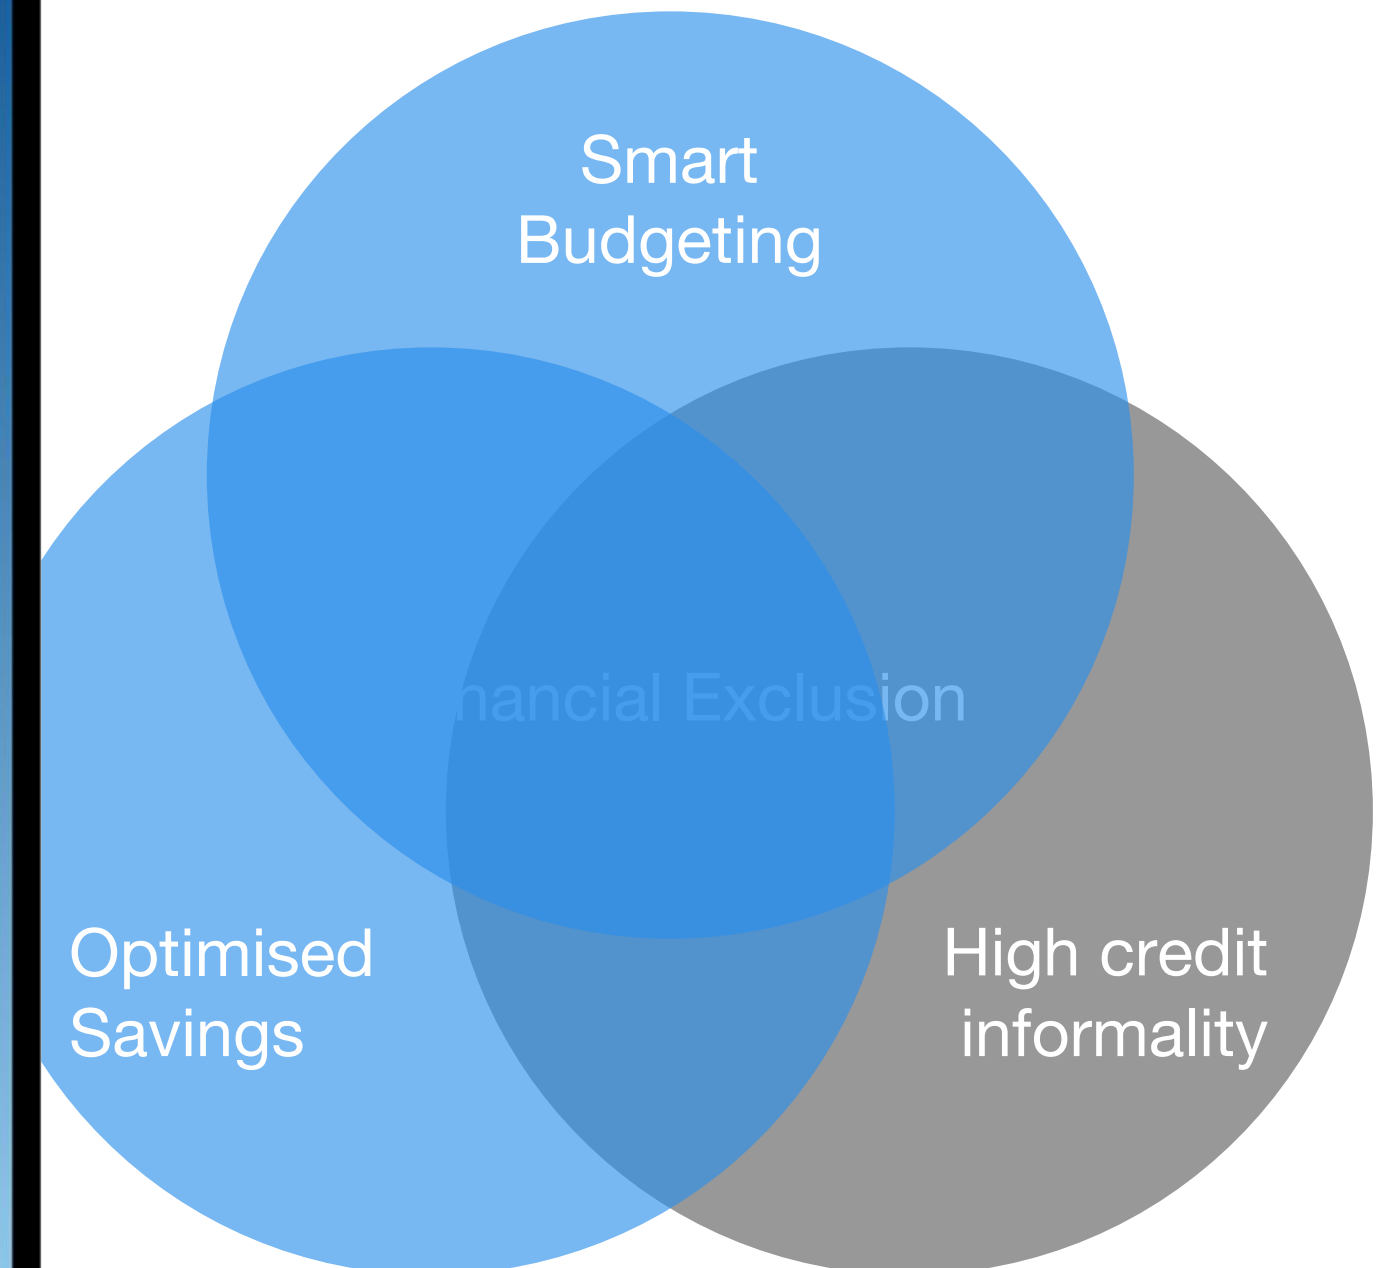 Smart
Budgeting
nancial Exclusion
Optimised
Savings
High credit
informality